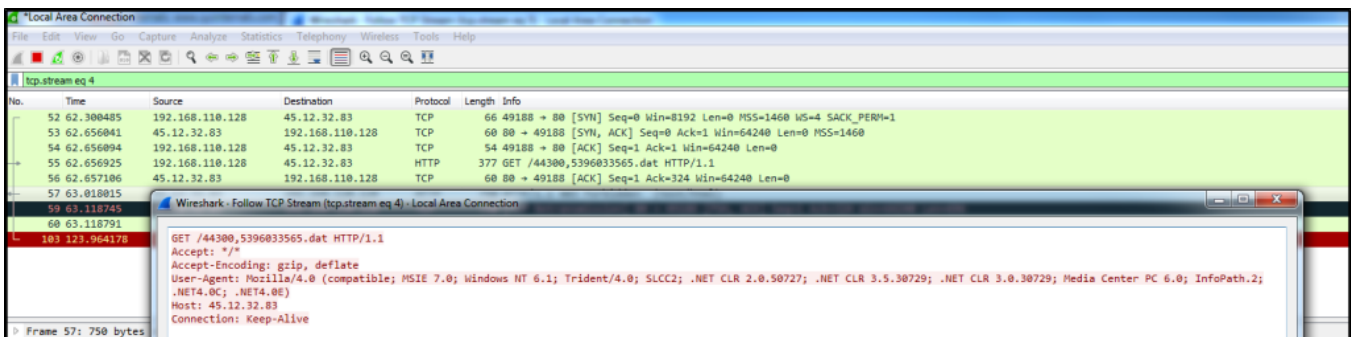 *Local Area Connection
File Edit View Go Capture Analyze Statistics Telephony Wireless Tools Help
tcp.stream eq 4
No. Time Source Destination Protocol Length Info
52 62.300485 192.168.110.128 45.12.32.83 TCP 66 49188 → 80 [SYN] Seq=0 Win=8192 Len=0 MSS=1460 WS=4 SACK_PERM=1
53 62.656041 45.12.32.83 192.168.110.128 TCP 60 80 → 49188 [SYN, ACK] Seq=0 Ack=1 Win=64240 Len=0 MSS=1460
54 62.656094 192.168.110.128 45.12.32.83 TCP 54 49188 → 80 [ACK] Seq=1 Ack=1 Win=64240 Len=0
55 62.656925 192.168.110.128 45.12.32.83 HTTP 377 GET /44300,5396033565.dat HTTP/1.1
56 62.657106 45.12.32.83 192.168.110.128 TCP 60 80 → 49188 [ACK] Seq=1 Ack=324 Win=64240 Len=0
57 63.018015
59 63.118745
60 63.118791
103 123.964178
Wireshark - Follow TCP Stream (tcp.stream eq 4) - Local Area Connection
GET /44300,5396033565.dat HTTP/1.1
Accept: */*
Accept-Encoding: gzip, deflate
User-Agent: Mozilla/4.0 (compatible; MSIE 7.0; Windows NT 6.1; Trident/4.0; SLCC2; .NET CLR 2.0.50727; .NET CLR 3.5.30729; .NET CLR 3.0.30729; Media Center PC 6.0; InfoPath.2;
.NET4.0C; .NET4.0E)
Host: 45.12.32.83
Connection: Keep-Alive
Frame 57: 750 bytes